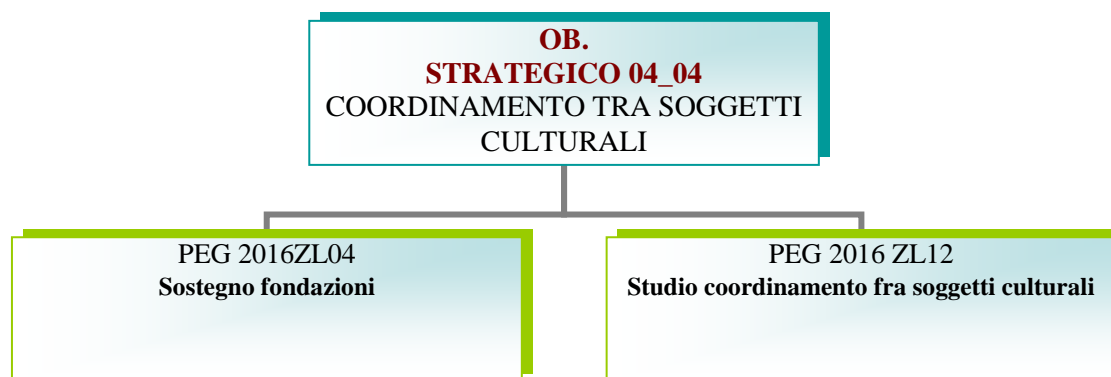 OB.
STRATEGICO 04_04
COORDINAMENTO TRA SOGGETTI
CULTURALI
PEG 2016ZL04
Sostegno fondazioni
PEG 2016 ZL12
Studio coordinamento fra soggetti culturali